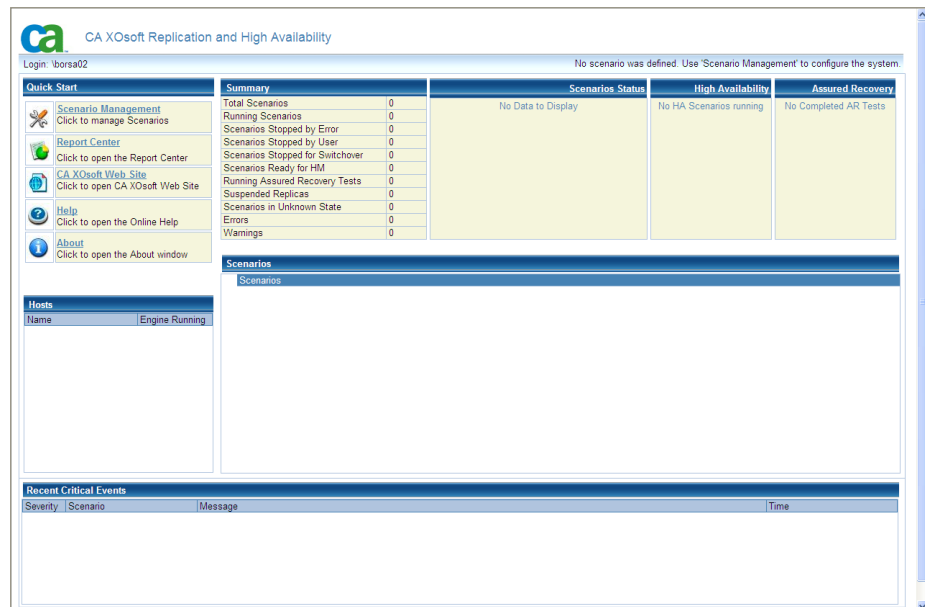 ca
CA XOsoft Replication and High Availability
Login: \borsa02
No scenario was defined. Use 'Scenario Management' to configure the system.
Quick Start
Scenario Management
Click to manage Scenarios
Report Center
Click to open the Report Center
CA XOsoft Web Site
Click to open CA XOsoft Web Site
Help
Click to open the Online Help
About
Click to open the About window
Summary
Total Scenarios 0
Running Scenarios 0
Scenarios Stopped by Error 0
Scenarios Stopped by User 0
Scenarios Stopped for Switchover 0
Scenarios Ready for HM 0
Running Assured Recovery Tests 0
Suspended Replicas 0
Scenarios in Unknown State 0
Errors 0
Warnings 0
Scenarios Status
No Data to Display
High Availability
No HA Scenarios running
Assured Recovery
No Completed AR Tests
Scenarios
Scenarios
Hosts
Name Engine Running
Recent Critical Events
Severity Scenario Message Time